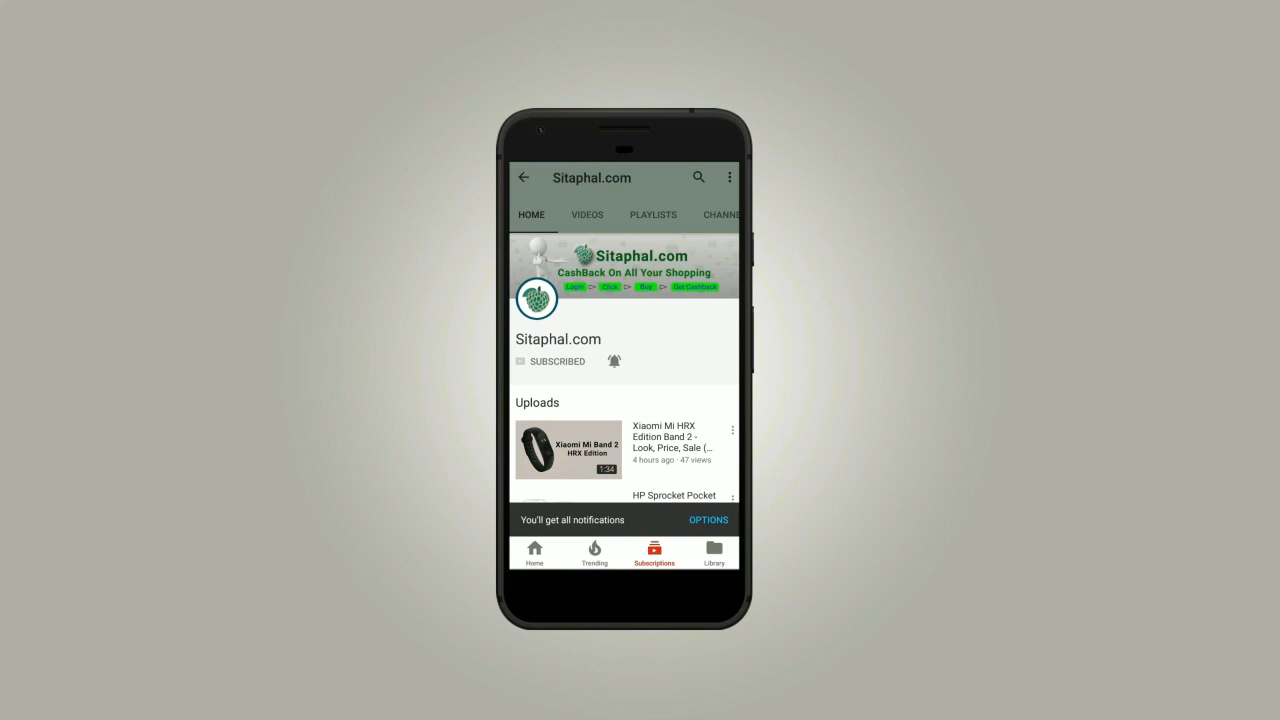 Sitaphal.com
HOME VIDEOS PLAYLISTS CHANNE
Sitaphal.com
CashBack On All Your Shopping
Login Click Buy Get Cashback
Sitaphal.com
SUBSCRIBED
Uploads
Xiaomi Mi Band 2
HRX Edition
1:34
Xiaomi Mi HRX
Edition Band 2 -
Look, Price, Sale (...
4 hours ago · 47 views
HP Sprocket Pocket
You'll get all notifications OPTIONS
Home Trending Subscriptions Library